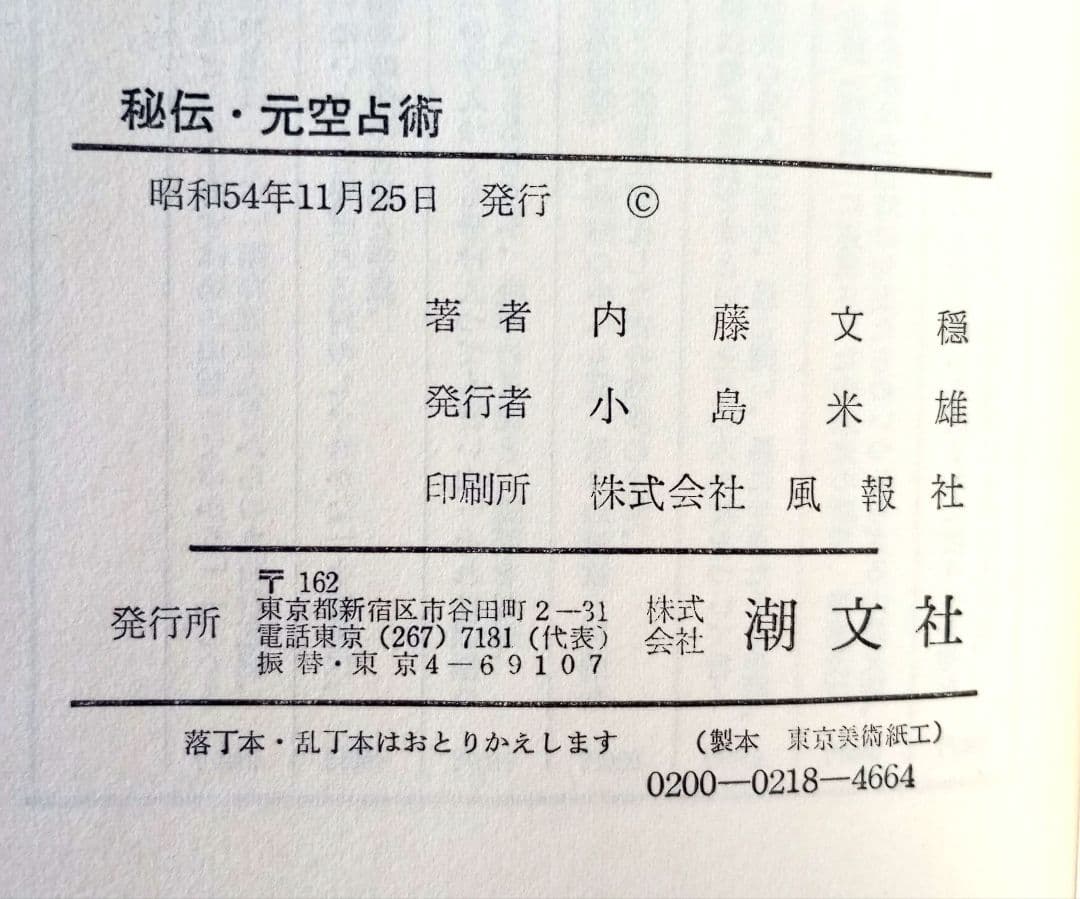 秘伝・元空占術
昭和54年11月25日 発行 ©
著者 内藤文穏
発行者 小島米雄
印刷所 株式会社 風報社
発行所
〒162
東京都新宿区市谷田町2—31
電話東京(267)7181(代表)
振替・東京4—69107
株式
会社
潮文社
落丁本・乱丁本はおとりかえします (製本 東京美術紙工)
0200—0218—4664